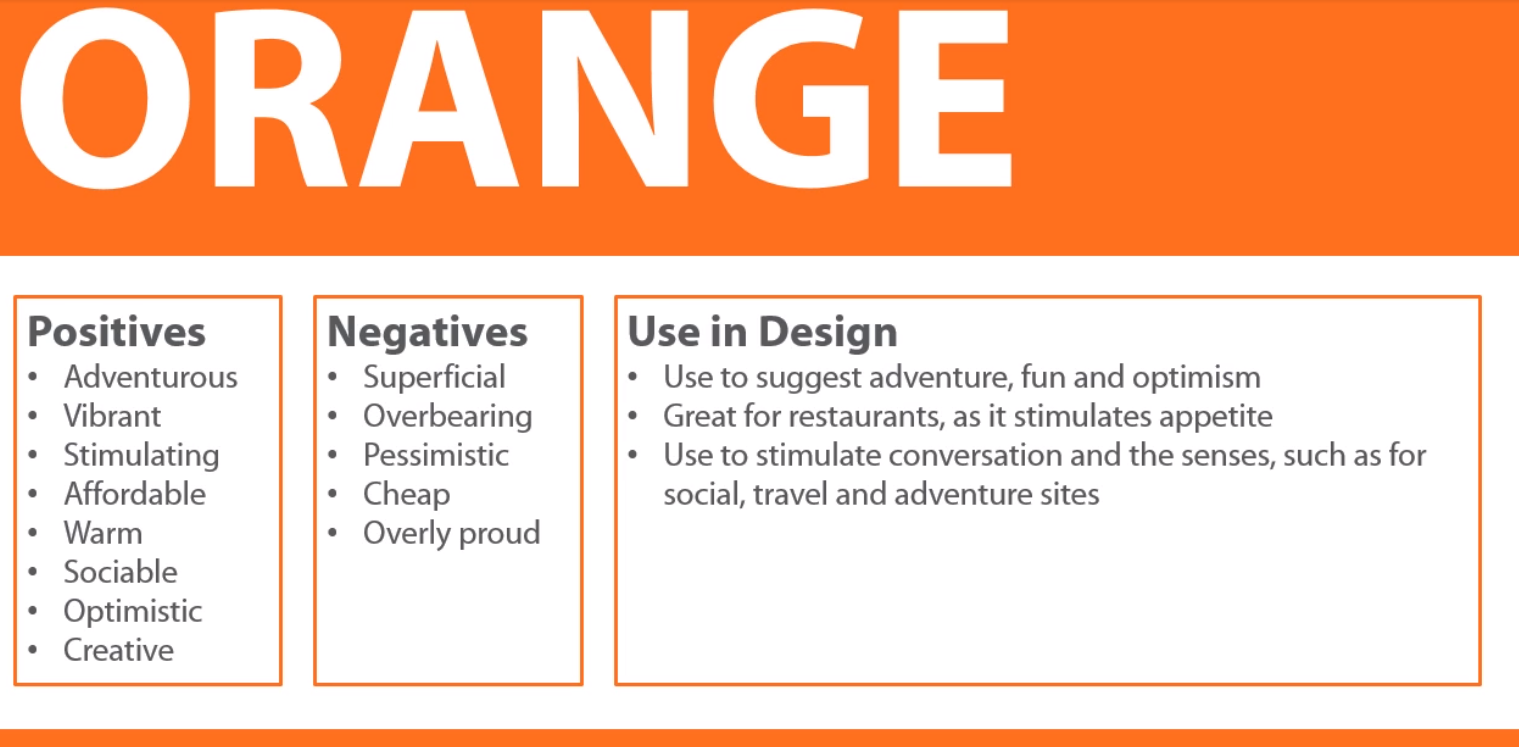 ORANGE
Positives
• Adventurous
• Vibrant
• Stimulating
• Affordable
• Warm
• Sociable
• Optimistic
• Creative
Negatives
• Superficial
• Overbearing
• Pessimistic
• Cheap
• Overly proud
Use in Design
• Use to suggest adventure, fun and optimism
• Great for restaurants, as it stimulates appetite
• Use to stimulate conversation and the senses, such as for
social, travel and adventure sites